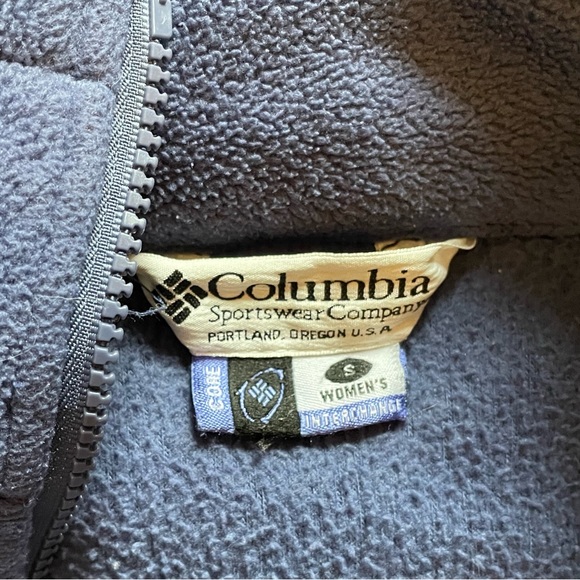 Columbia
Sportswear Company
PORTLAND, OREGON U.S.A.
CORE
S
WOMEN'S
INTERCHANGE